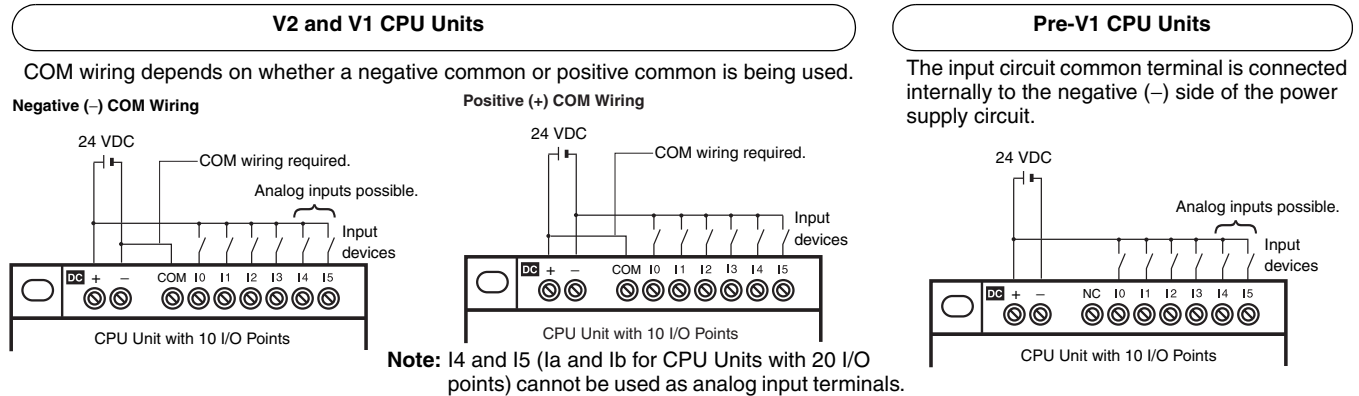 V2 and V1 CPU Units
COM wiring depends on whether a negative common or positive common is being used.
Negative (–) COM Wiring
24 VDC
COM wiring required.
Analog inputs possible.
Input
devices
DC + – COM I0 I1 I2 I3 I4 I5
CPU Unit with 10 I/O Points
Positive (+) COM Wiring
24 VDC
COM wiring required.
Input
devices
DC + – COM I0 I1 I2 I3 I4 I5
CPU Unit with 10 I/O Points
Note: I4 and I5 (Ia and Ib for CPU Units with 20 I/O
points) cannot be used as analog input terminals.
Pre-V1 CPU Units
The input circuit common terminal is connected
internally to the negative (–) side of the power
supply circuit.
24 VDC
Analog inputs possible.
Input
devices
DC + – NC I0 I1 I2 I3 I4 I5
CPU Unit with 10 I/O Points